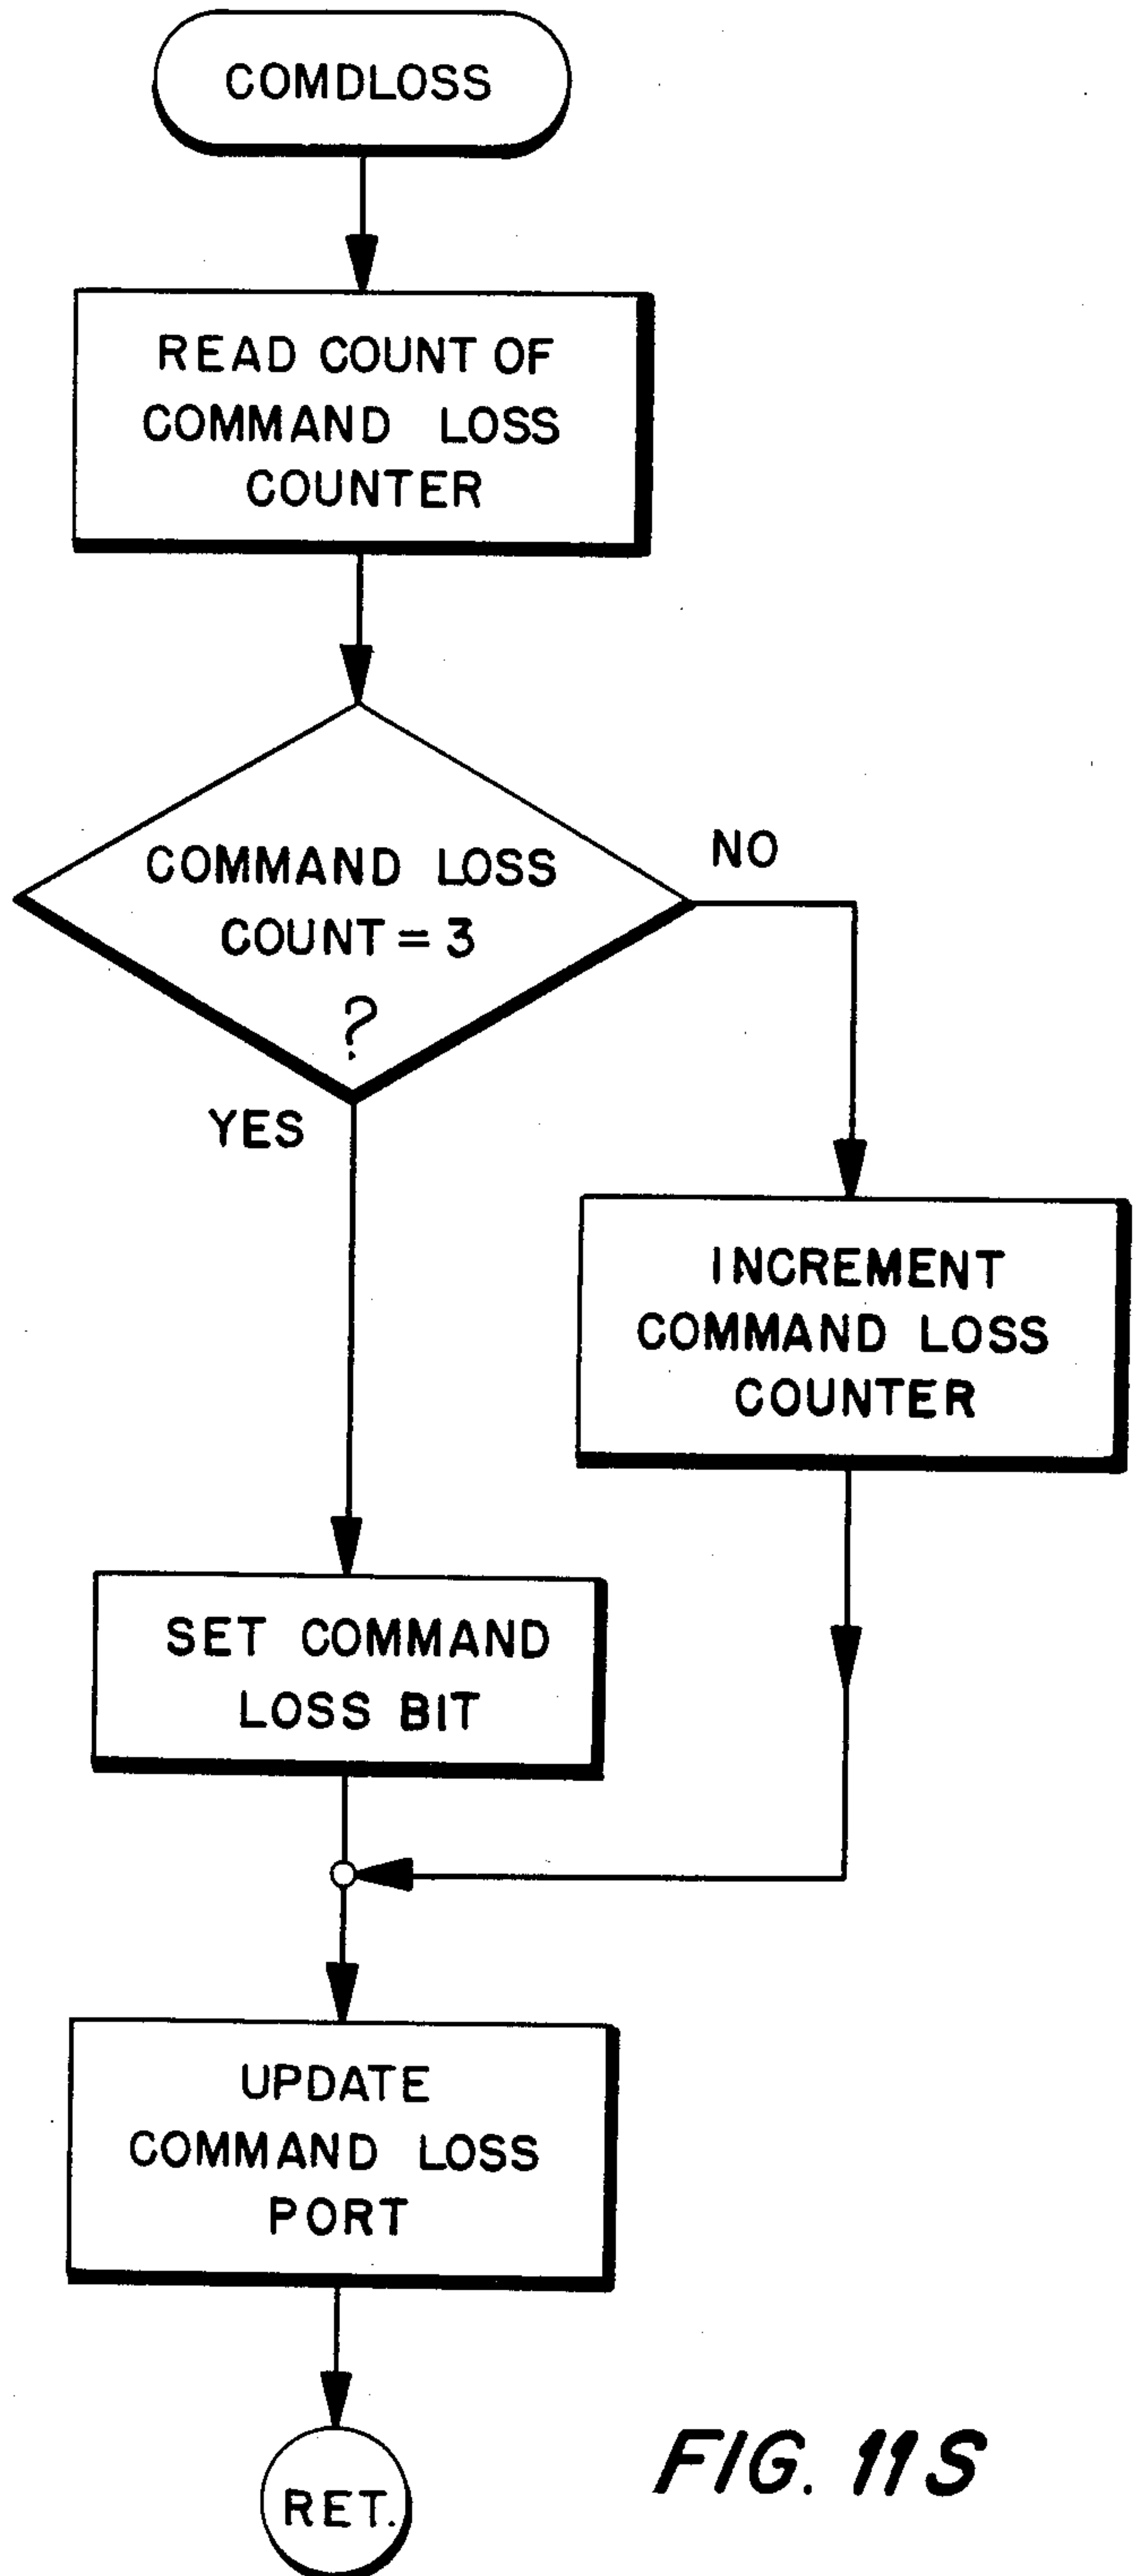 COMDLOSS
READ COUNT OF
COMMAND LOSS
COUNTER
COMMAND LOSS
COUNT = 3
?
NO
YES
INCREMENT
COMMAND LOSS
COUNTER
SET COMMAND
LOSS BIT
UPDATE
COMMAND LOSS
PORT
RET.
FIG. 11S